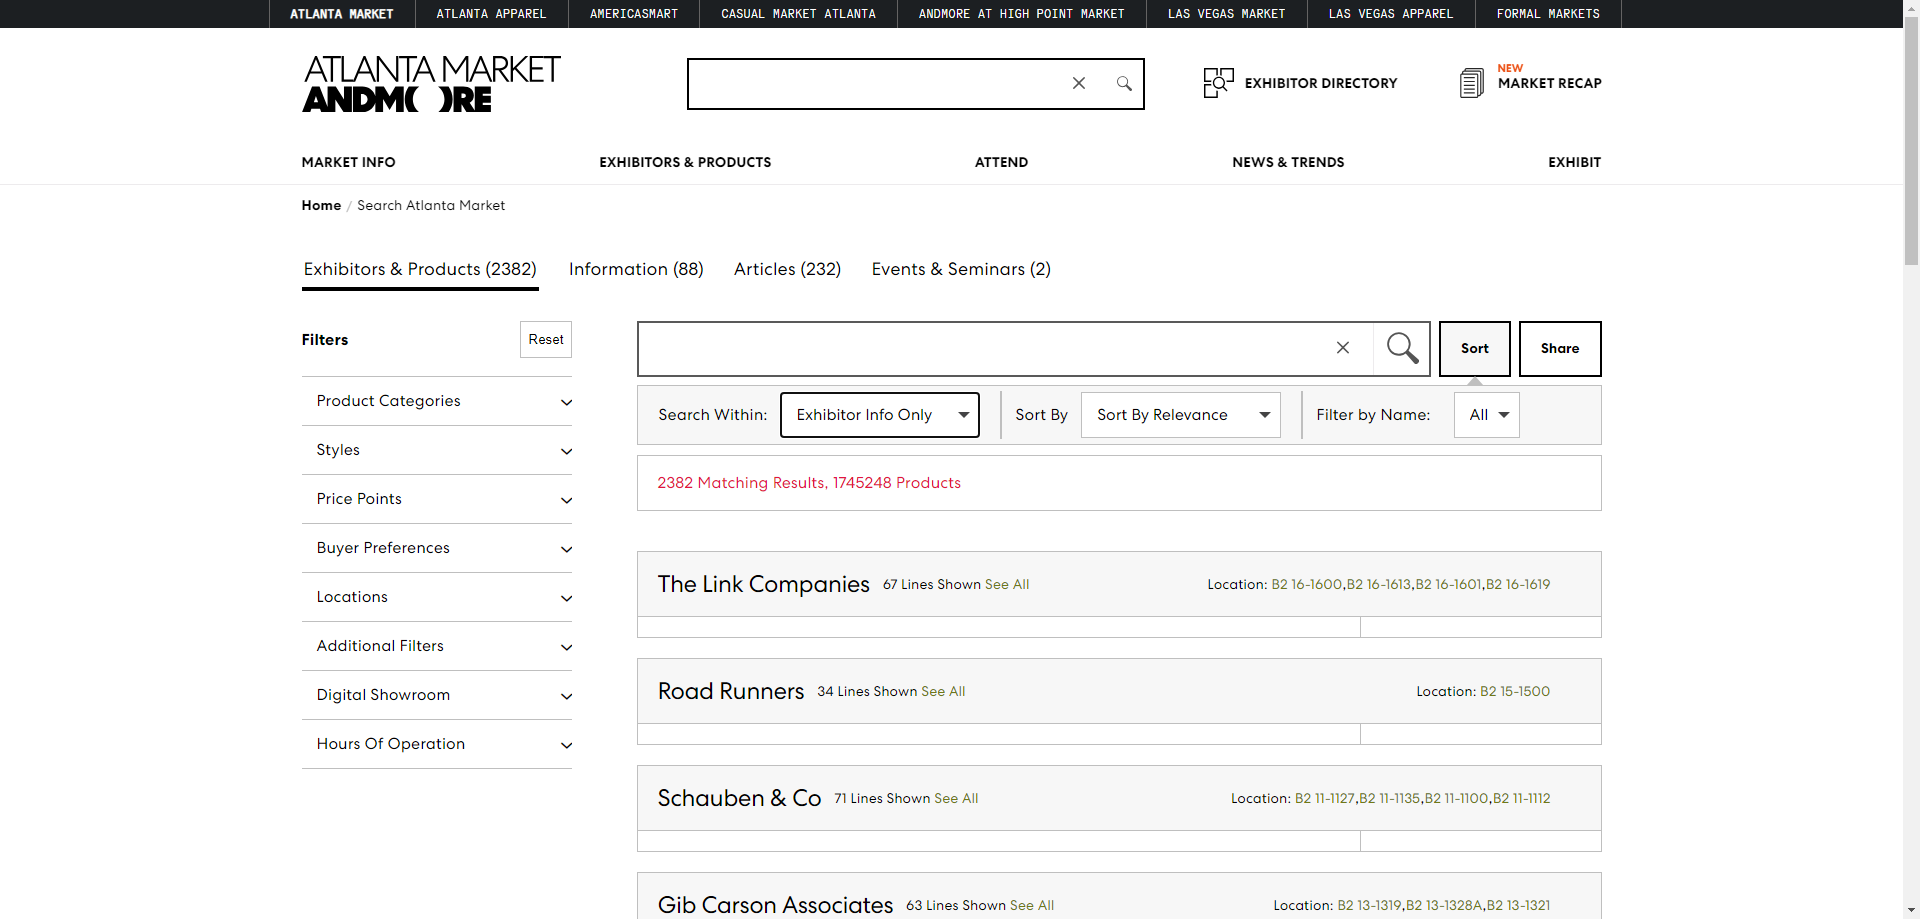 ATLANTA MARKET ATLANTA APPAREL AMERICASMART CASUAL MARKET ATLANTA ANDMORE AT HIGH POINT MARKET LAS VEGAS MARKET LAS VEGAS APPAREL FORMAL MARKETS
ATLANTA MARKET
ANDMORE
EXHIBITOR DIRECTORY
NEW
MARKET RECAP
MARKET INFO EXHIBITORS & PRODUCTS ATTEND NEWS & TRENDS EXHIBIT
Home / Search Atlanta Market
Exhibitors & Products (2382) Information (88) Articles (232) Events & Seminars (2)
Filters Reset
Product Categories
Styles
Price Points
Buyer Preferences
Locations
Additional Filters
Digital Showroom
Hours Of Operation
Sort Share
Search Within: Exhibitor Info Only Sort By Sort By Relevance Filter by Name: All
2382 Matching Results, 1745248 Products
The Link Companies 67 Lines Shown See All Location: B2 16-1600,B2 16-1613,B2 16-1601,B2 16-1619
Road Runners 34 Lines Shown See All Location: B2 15-1500
Schauben & Co 71 Lines Shown See All Location: B2 11-1127,B2 11-1135,B2 11-1100,B2 11-1112
Gib Carson Associates 63 Lines Shown See All Location: B2 13-1319,B2 13-1328A,B2 13-1321